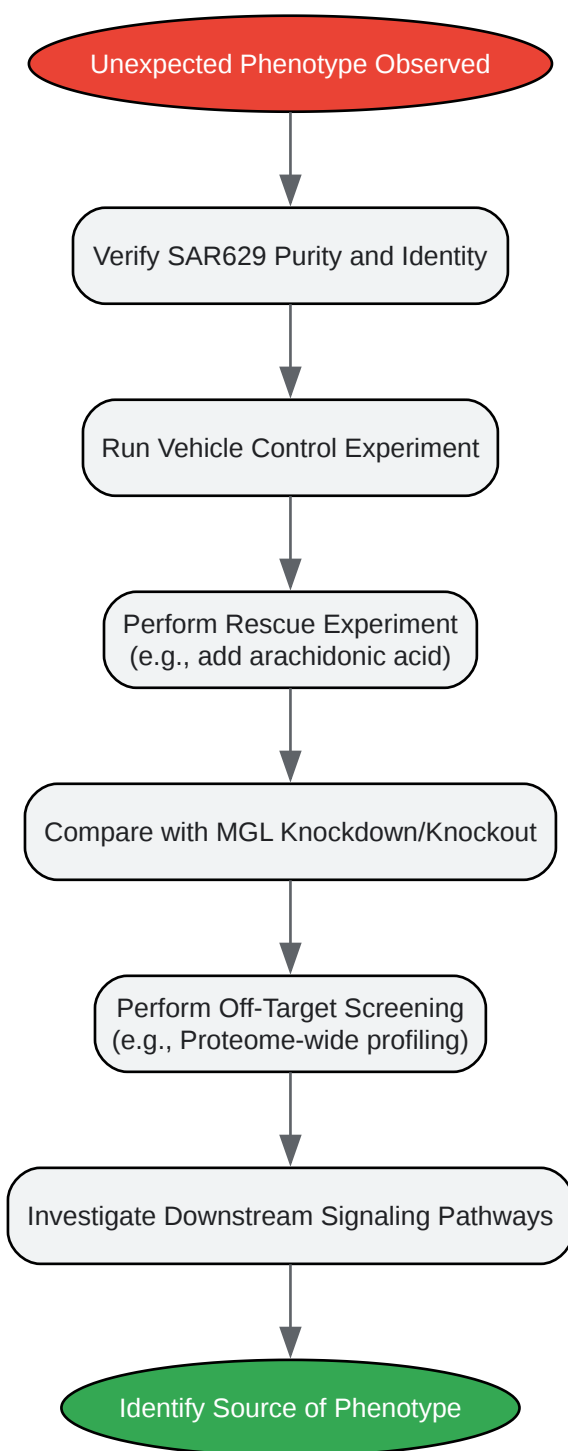 Unexpected Phenotype Observed
Verify SAR629 Purity and Identity
Run Vehicle Control Experiment
Perform Rescue Experiment
(e.g., add arachidonic acid)
Compare with MGL Knockdown/Knockout
Perform Off-Target Screening
(e.g., Proteome-wide profiling)
Investigate Downstream Signaling Pathways
Identify Source of Phenotype